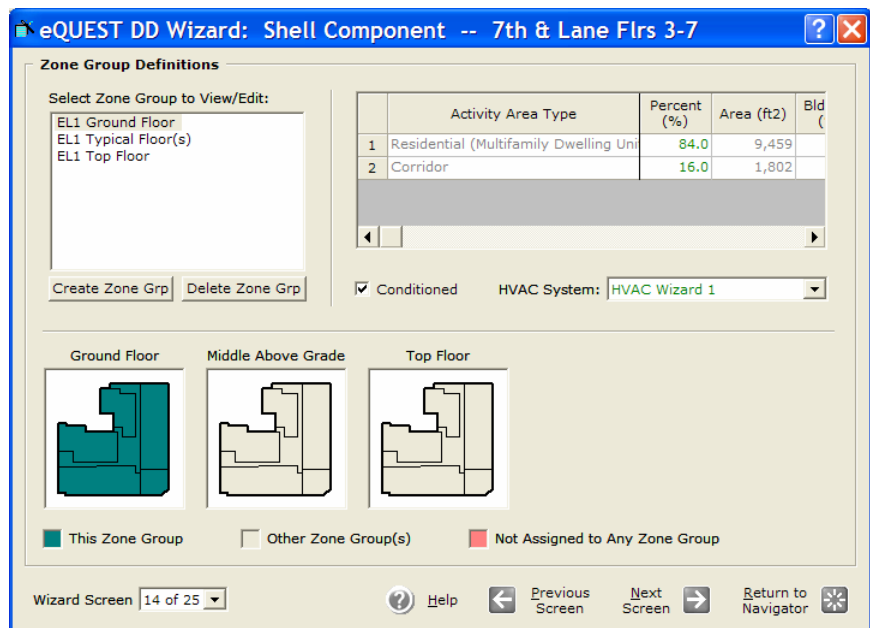 eQUEST DD Wizard: Shell Component -- 7th & Lane Flrs 3-7
Zone Group Definitions
Select Zone Group to View/Edit:
EL1 Ground Floor
EL1 Typical Floor(s)
EL1 Top Floor
Create Zone Grp Delete Zone Grp
Activity Area Type Percent (%) Area (ft2) Bld (
1 Residential (Multifamily Dwelling Uni 84.0 9,459
2 Corridor 16.0 1,802
Conditioned HVAC System: HVAC Wizard 1
Ground Floor Middle Above Grade Top Floor
This Zone Group Other Zone Group(s) Not Assigned to Any Zone Group
Wizard Screen 14 of 25 Help Previous Screen Next Screen Return to Navigator